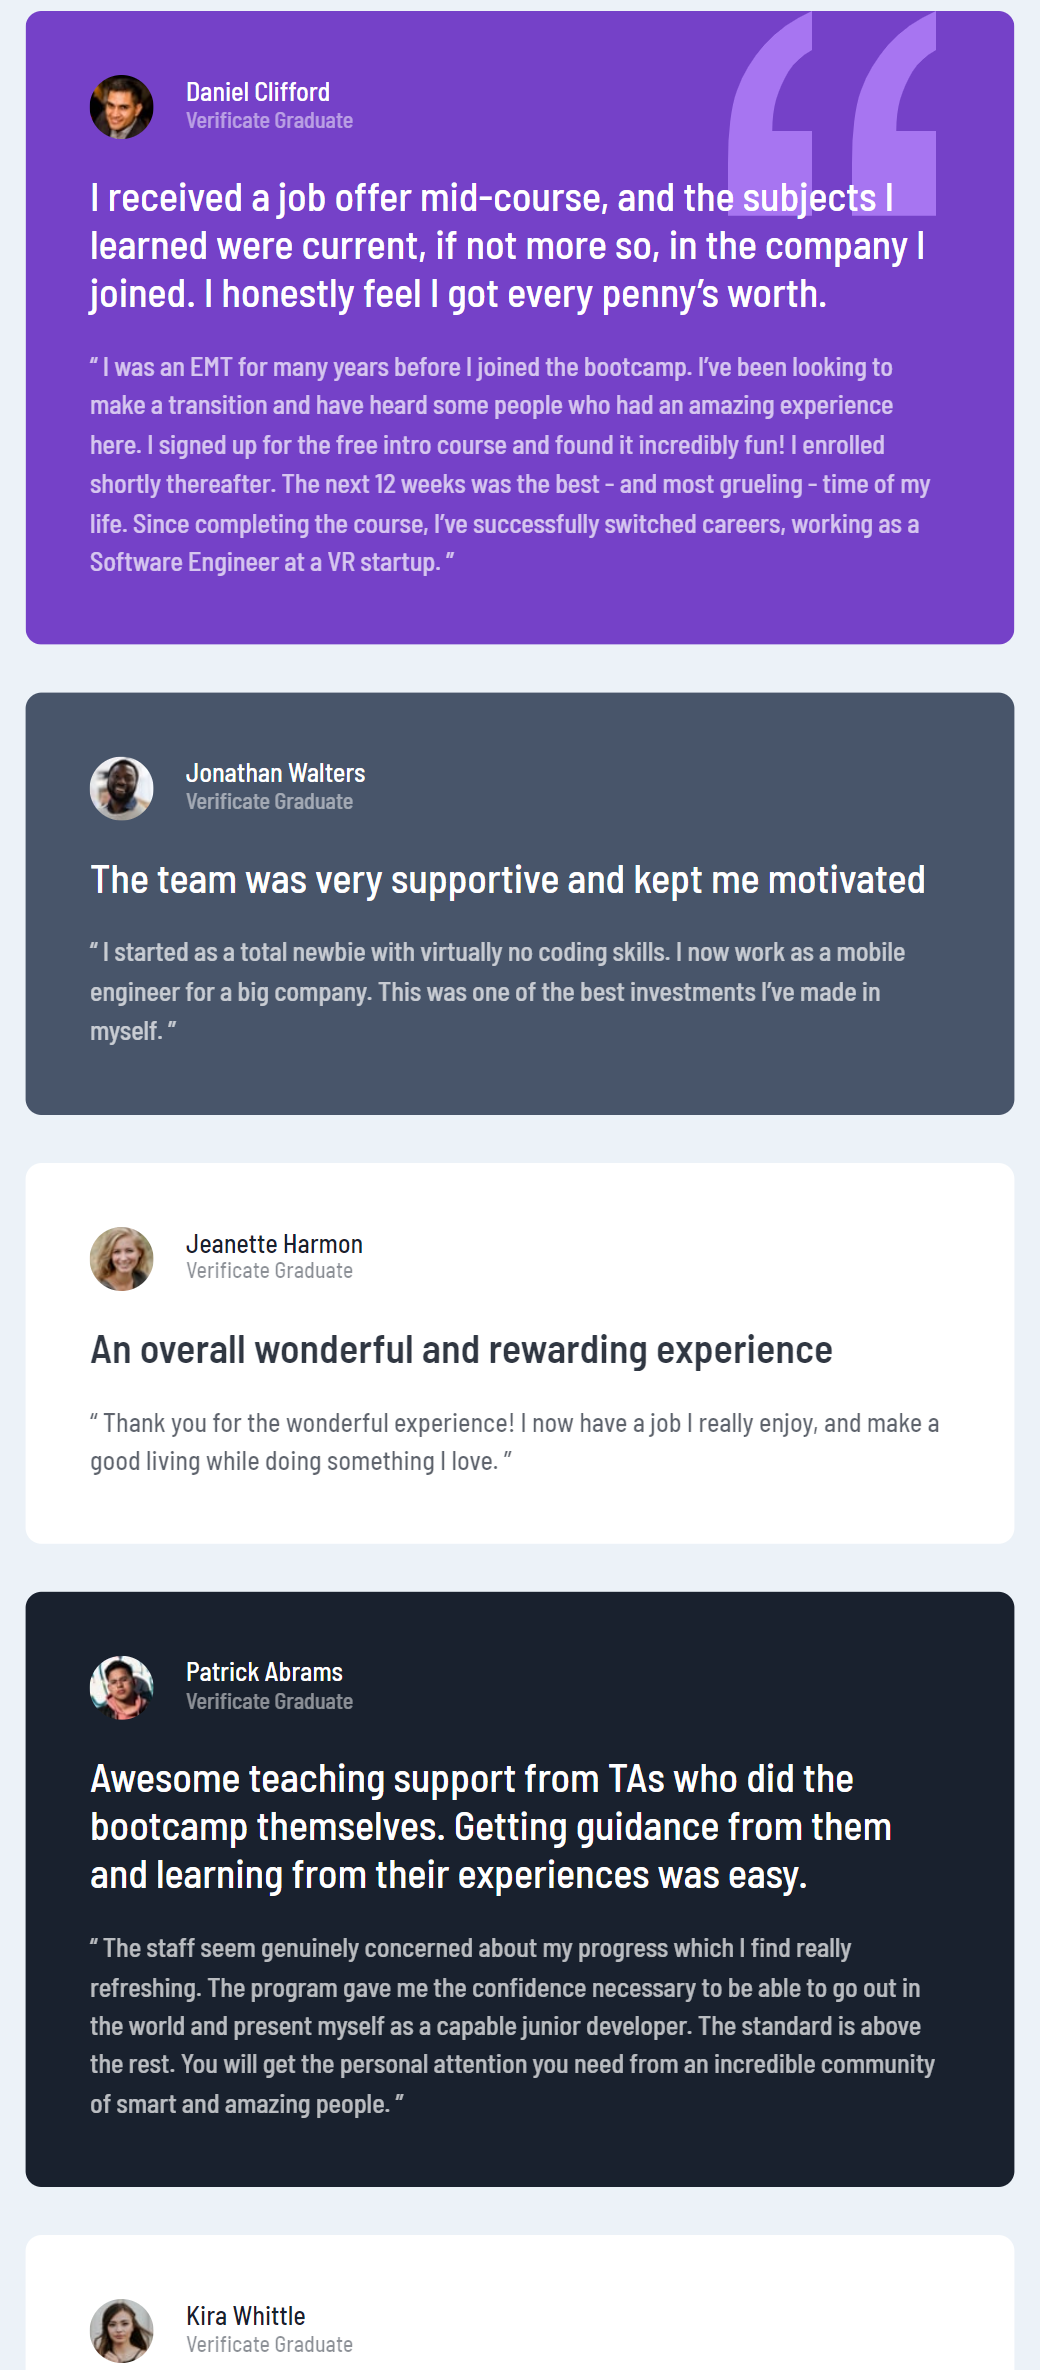 Daniel Clifford
Verificate Graduate
I received a job offer mid-course, and the subjects I
learned were current, if not more so, in the company I
joined. I honestly feel I got every penny’s worth.
“ I was an EMT for many years before I joined the bootcamp. I’ve been looking to
make a transition and have heard some people who had an amazing experience
here. I signed up for the free intro course and found it incredibly fun! I enrolled
shortly thereafter. The next 12 weeks was the best - and most grueling - time of my
life. Since completing the course, I’ve successfully switched careers, working as a
Software Engineer at a VR startup. ”
Jonathan Walters
Verificate Graduate
The team was very supportive and kept me motivated
“ I started as a total newbie with virtually no coding skills. I now work as a mobile
engineer for a big company. This was one of the best investments I’ve made in
myself. ”
Jeanette Harmon
Verificate Graduate
An overall wonderful and rewarding experience
“ Thank you for the wonderful experience! I now have a job I really enjoy, and make a
good living while doing something I love. ”
Patrick Abrams
Verificate Graduate
Awesome teaching support from TAs who did the
bootcamp themselves. Getting guidance from them
and learning from their experiences was easy.
“ The staff seem genuinely concerned about my progress which I find really
refreshing. The program gave me the confidence necessary to be able to go out in
the world and present myself as a capable junior developer. The standard is above
the rest. You will get the personal attention you need from an incredible community
of smart and amazing people. ”
Kira Whittle
Verificate Graduate